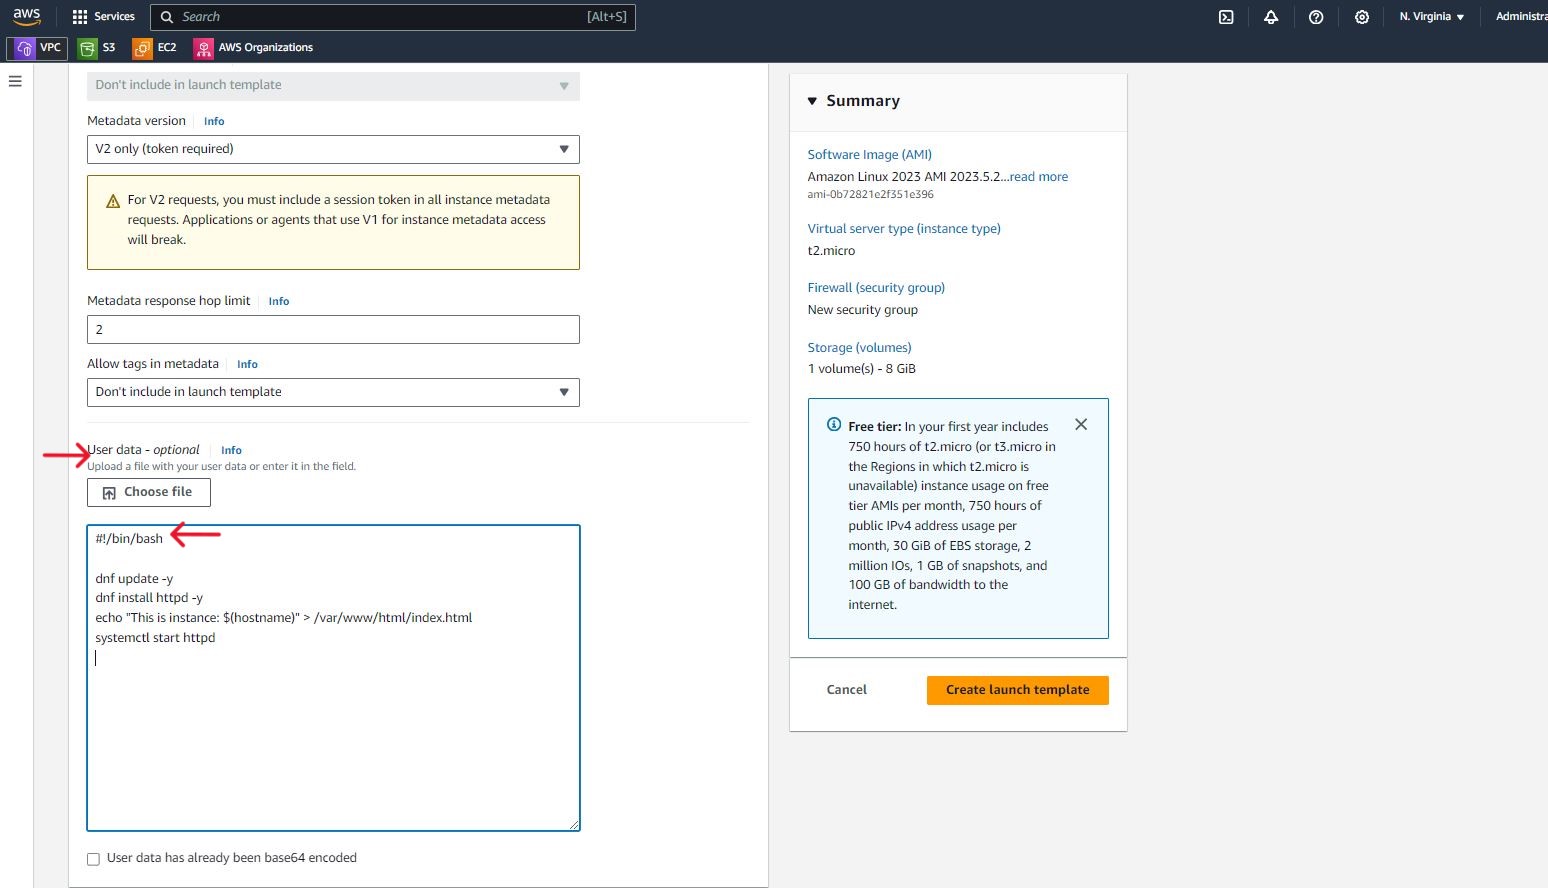 aws
Services
Search
[Alt+S]
N. Virginia
Administra
VPC
S3
EC2
AWS Organizations
Don't include in launch template
Metadata version
Info
V2 only (token required)
For V2 requests, you must include a session token in all instance metadata
requests. Applications or agents that use V1 for instance metadata access
will break.
Metadata response hop limit
Info
2
Allow tags in metadata
Info
Don't include in launch template
User data - optional
Info
Upload a file with your user data or enter it in the field.
Choose file
#!/bin/bash
dnf update -y
dnf install httpd -y
echo "This is instance: $(hostname)" > /var/www/html/index.html
systemctl start httpd
User data has already been base64 encoded
Summary
Software Image (AMI)
Amazon Linux 2023 AMI 2023.5.2...read more
ami-0b72821e2f351e396
Virtual server type (instance type)
t2.micro
Firewall (security group)
New security group
Storage (volumes)
1 volume(s) - 8 GiB
Free tier: In your first year includes
750 hours of t2.micro (or t3.micro in
the Regions in which t2.micro is
unavailable) instance usage on free
tier AMIs per month, 750 hours of
public IPv4 address usage per
month, 30 GiB of EBS storage, 2
million IOs, 1 GB of snapshots, and
100 GB of bandwidth to the
internet.
Cancel
Create launch template